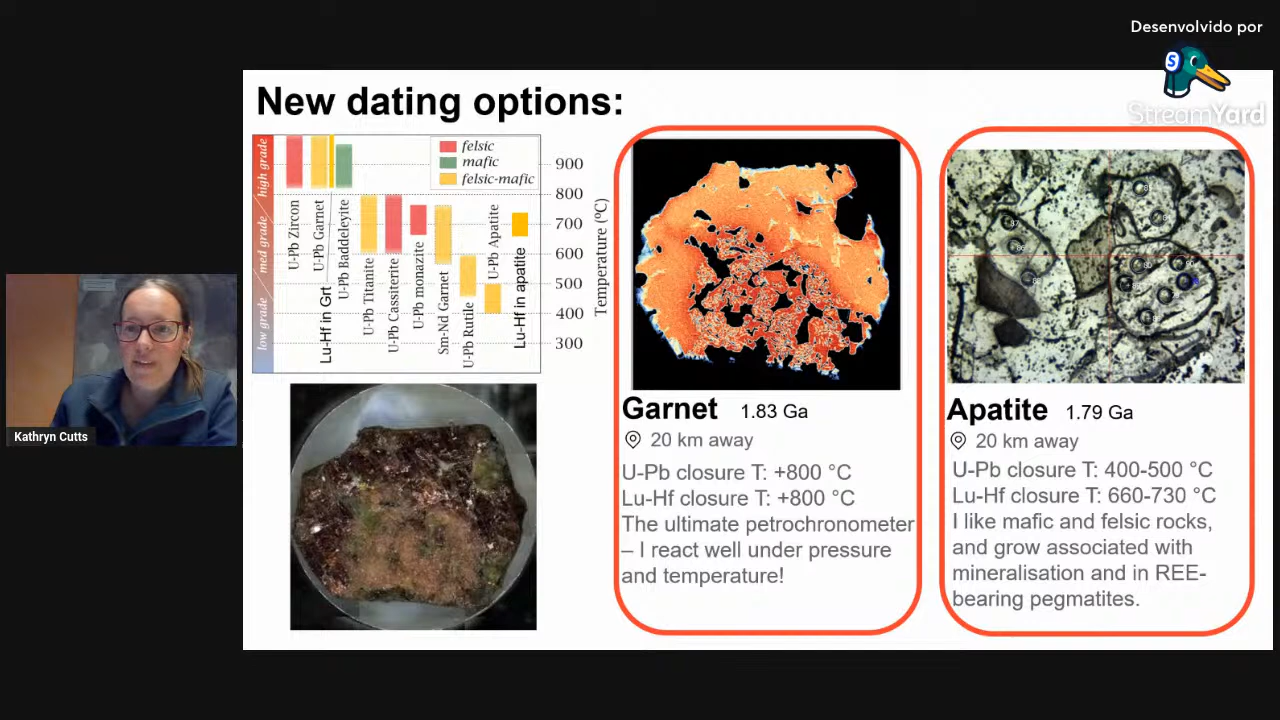 Desenvolvido por
S
StreamYard
New dating options:
high grade
med grade
low grade
felsic
mafic
felsic-mafic
900
800
700
600
500
400
300
Temperature (ºC)
U-Pb Zircon
U-Pb Garnet
Lu-Hf in Grt
U-Pb Baddeleyite
U-Pb Titanite
U-Pb Cassiterite
U-Pb monazite
Sm-Nd Garnet
U-Pb Rutile
U-Pb Apatite
Lu-Hf in apatite
Garnet 1.83 Ga
20 km away
U-Pb closure T: +800 °C
Lu-Hf closure T: +800 °C
The ultimate petrochronometer
– I react well under pressure
and temperature!
Apatite 1.79 Ga
20 km away
U-Pb closure T: 400-500 °C
Lu-Hf closure T: 660-730 °C
I like mafic and felsic rocks,
and grow associated with
mineralisation and in REE-
bearing pegmatites.
Kathryn Cutts